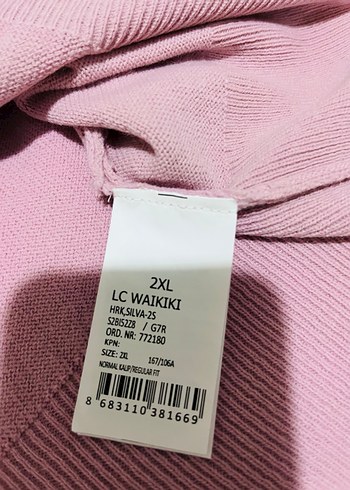 2XL
LC WAIKIKI
HRK,SILVA-2S
S2BI52Z8 / G7R
ORD. NR: 772180
KPN:
SIZE: 2XL 167/106A
NORMAL KALIP/REGULAR FIT
8 683110 381669